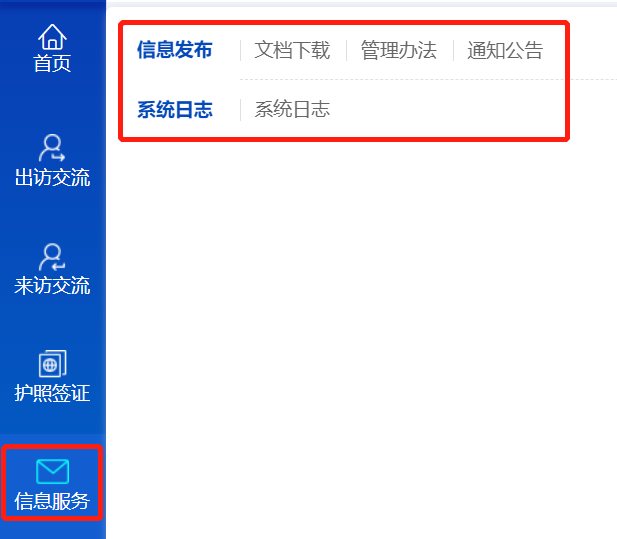 首页
出访交流
来访交流
护照签证
信息服务
信息发布 文档下载 管理办法 通知公告
系统日志 系统日志